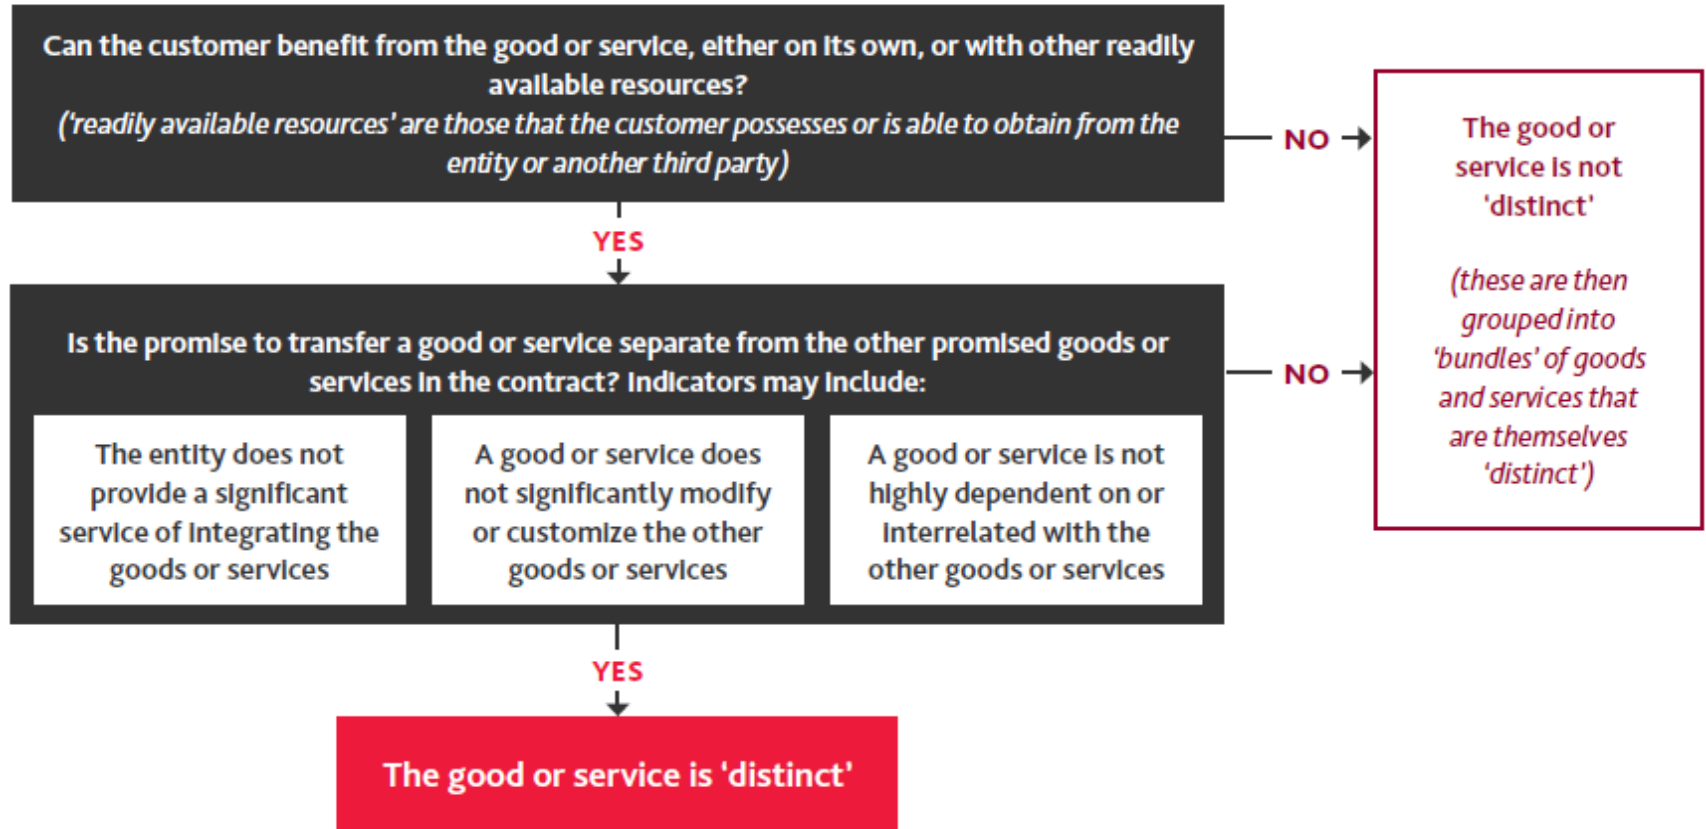 Can the customer benefit from the good or service, either on its own, or with other readily
available resources?
(‘readily available resources’ are those that the customer possesses or is able to obtain from the
entity or another third party)
NO
The good or
service is not
‘distinct’
(these are then
grouped into
‘bundles’ of goods
and services that
are themselves
‘distinct’)
YES
Is the promise to transfer a good or service separate from the other promised goods or
services in the contract? Indicators may include:
NO
The entity does not
provide a significant
service of integrating the
goods or services
A good or service does
not significantly modify
or customize the other
goods or services
A good or service is not
highly dependent on or
interrelated with the
other goods or services
YES
The good or service is ‘distinct’